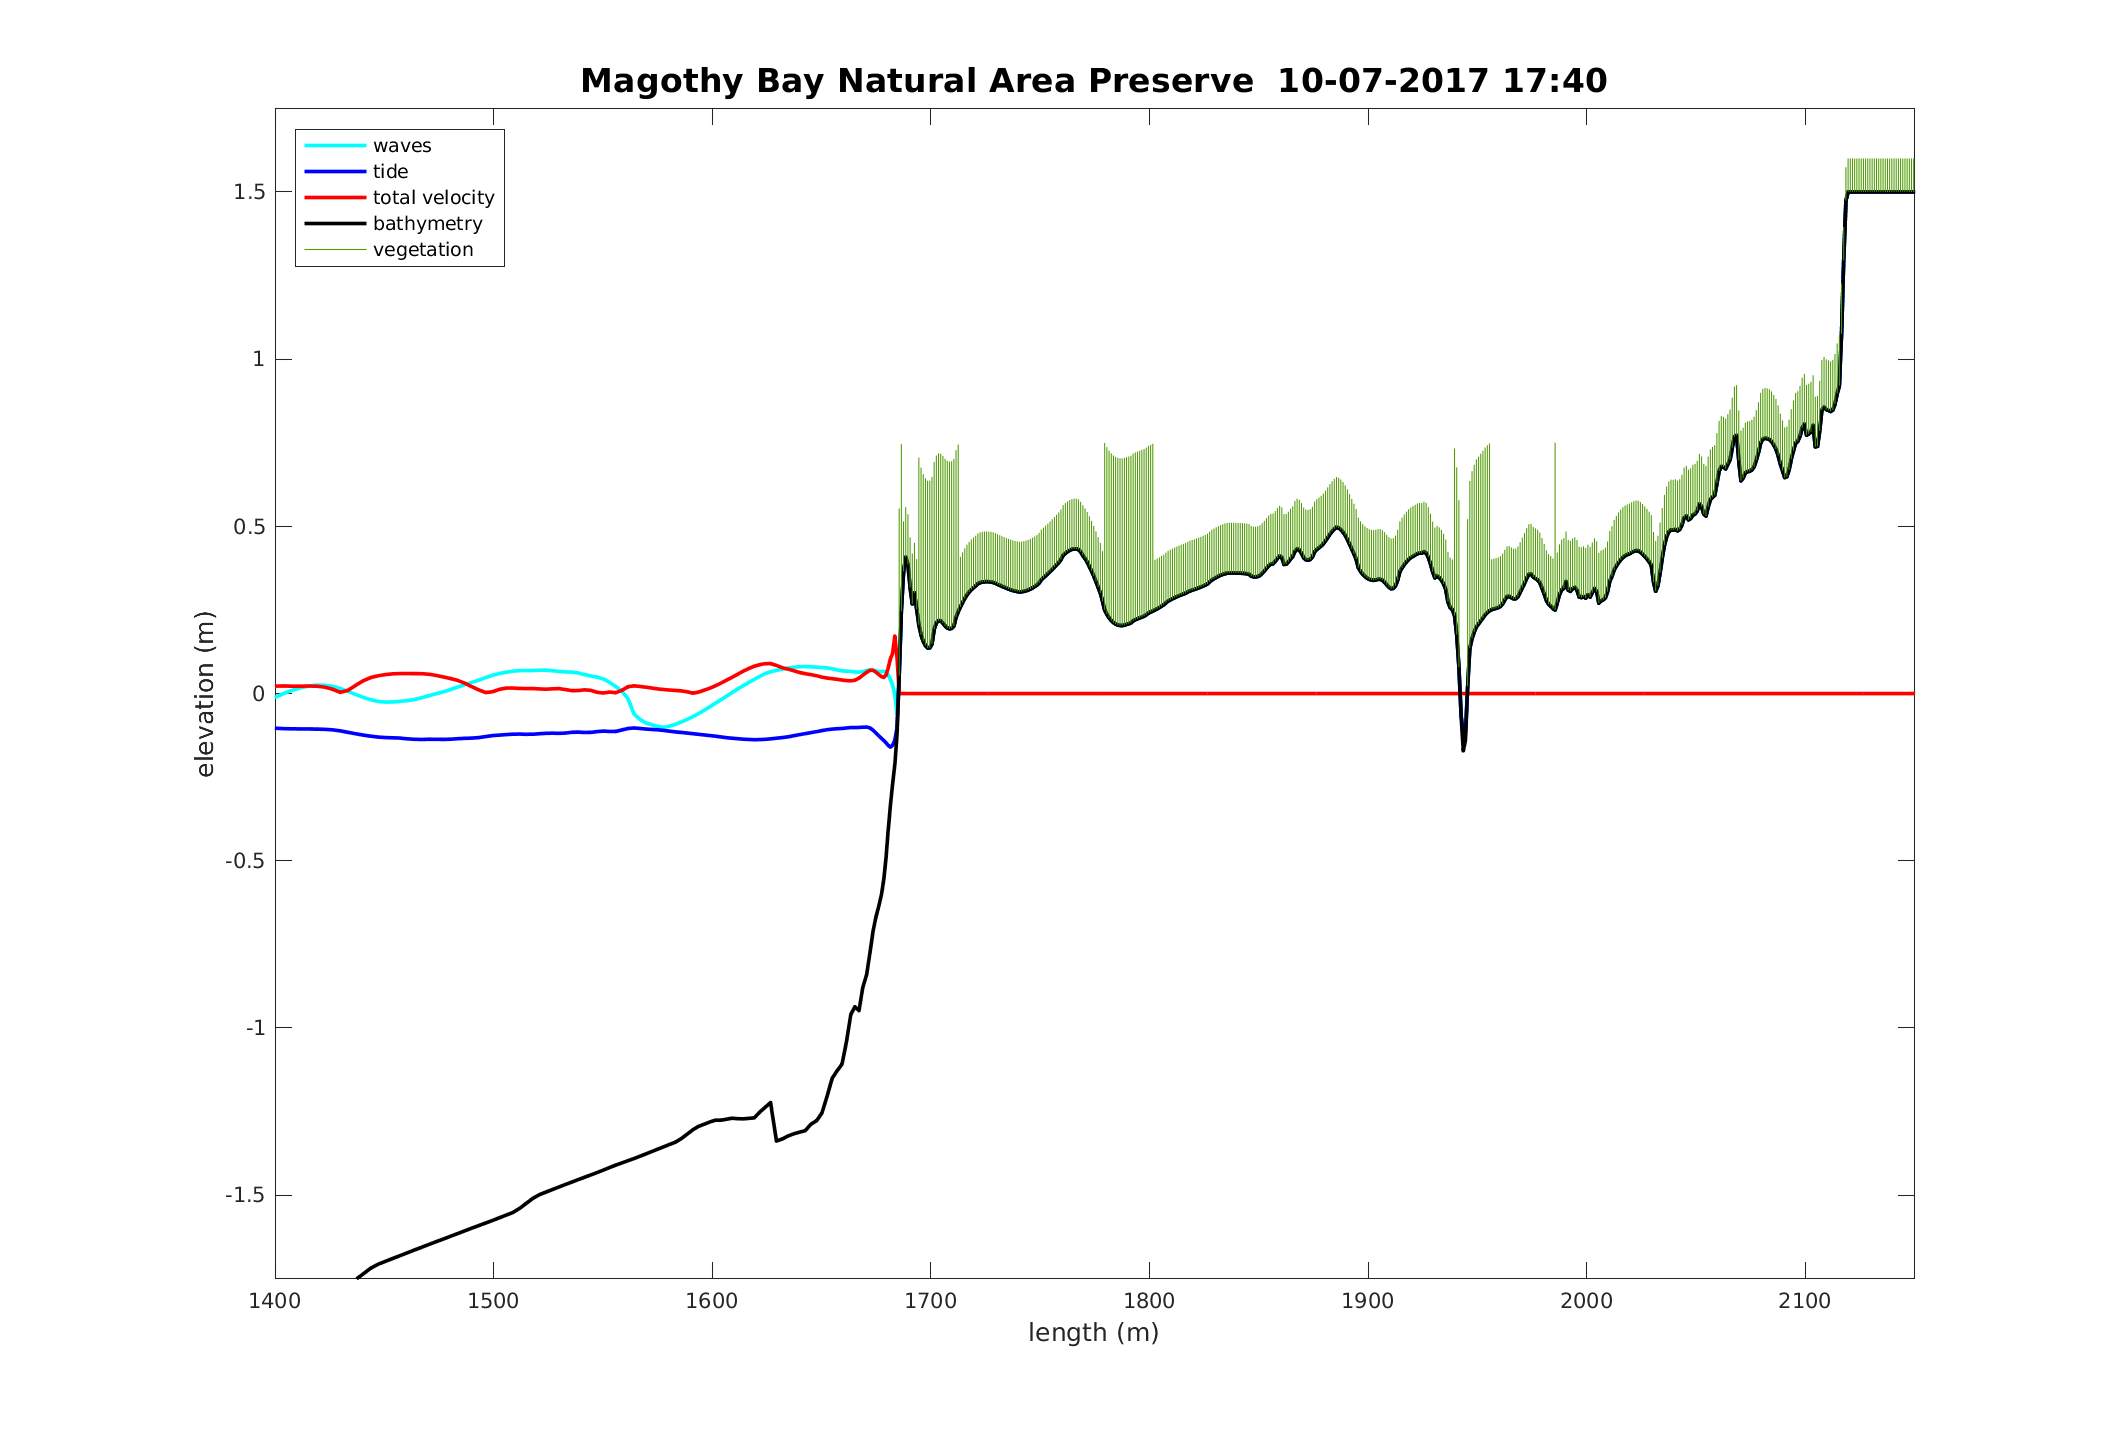 Magothy Bay Natural Area Preserve  10-07-2017 17:40
waves
tide
total velocity
bathymetry
vegetation
1.5
1
0.5
0
-0.5
-1
-1.5
elevation (m)
1400 1500 1600 1700 1800 1900 2000 2100
length (m)